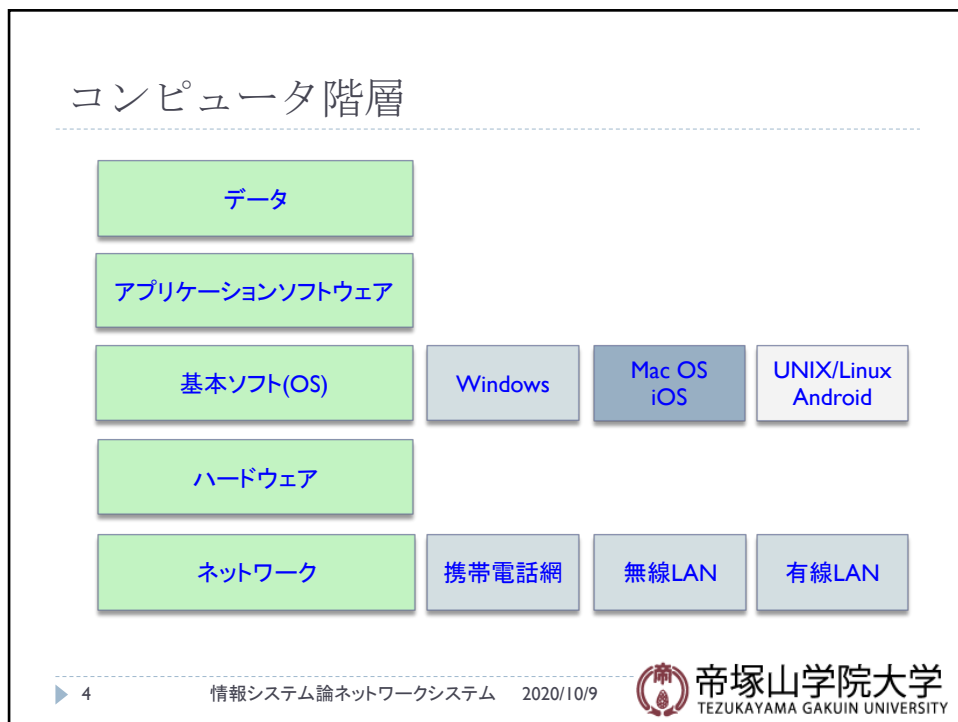 コンピュータ階層
データ
アプリケーションソフトウェア
基本ソフト(OS)
Windows
Mac OS
iOS
UNIX/Linux
Android
ハードウェア
ネットワーク
携帯電話網
無線LAN
有線LAN
4
情報システム論ネットワークシステム
2020/10/9
帝
帝塚山学院大学
TEZUKAYAMA GAKUIN UNIVERSITY